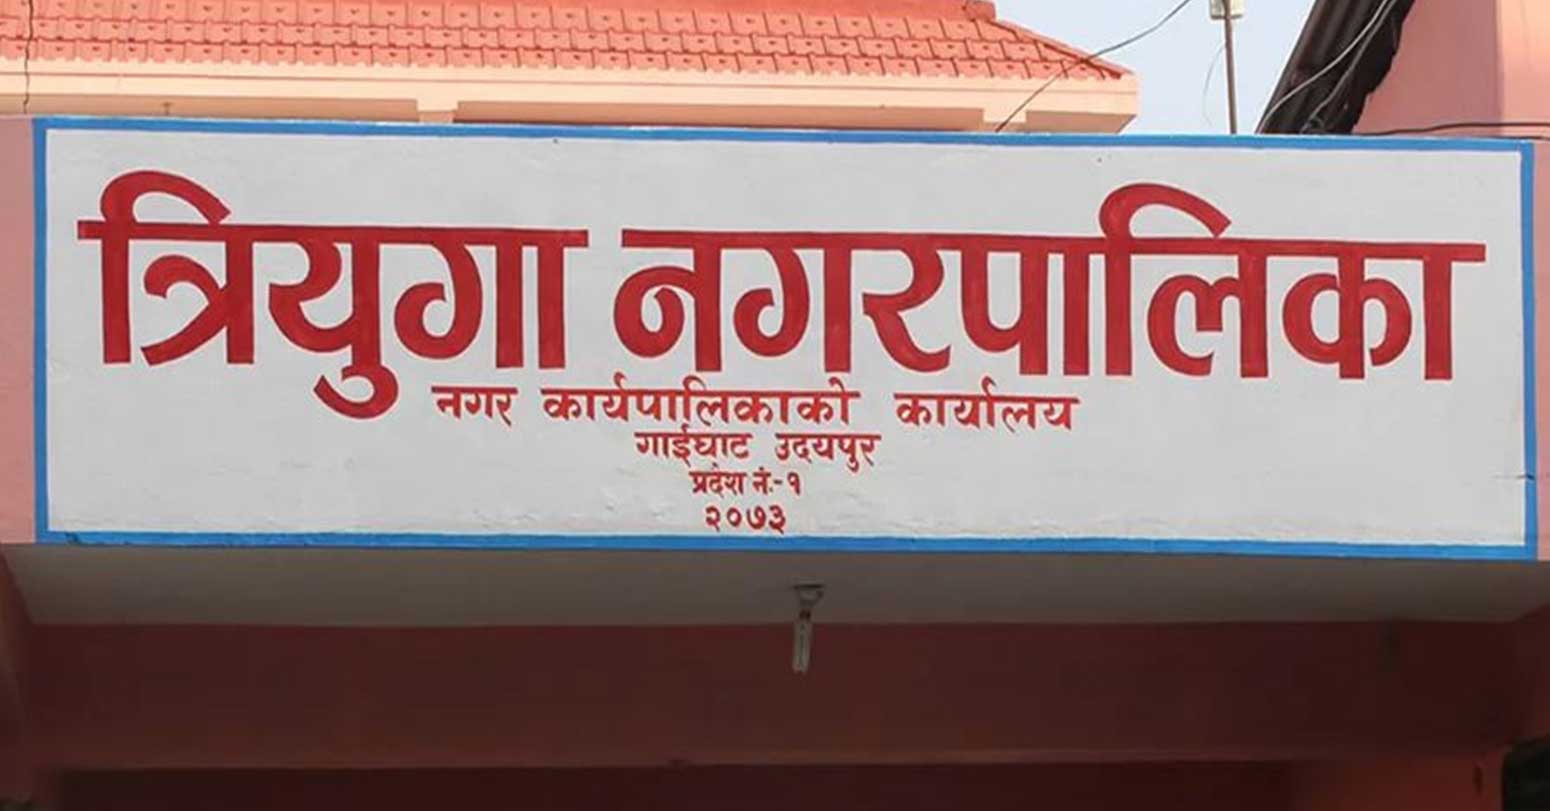 त्रियुगा नगरपालिका
नगर कार्यपालिकाको कार्यालय
गाईघाट उदयपुर
प्रदेश नं.-१
२०७३